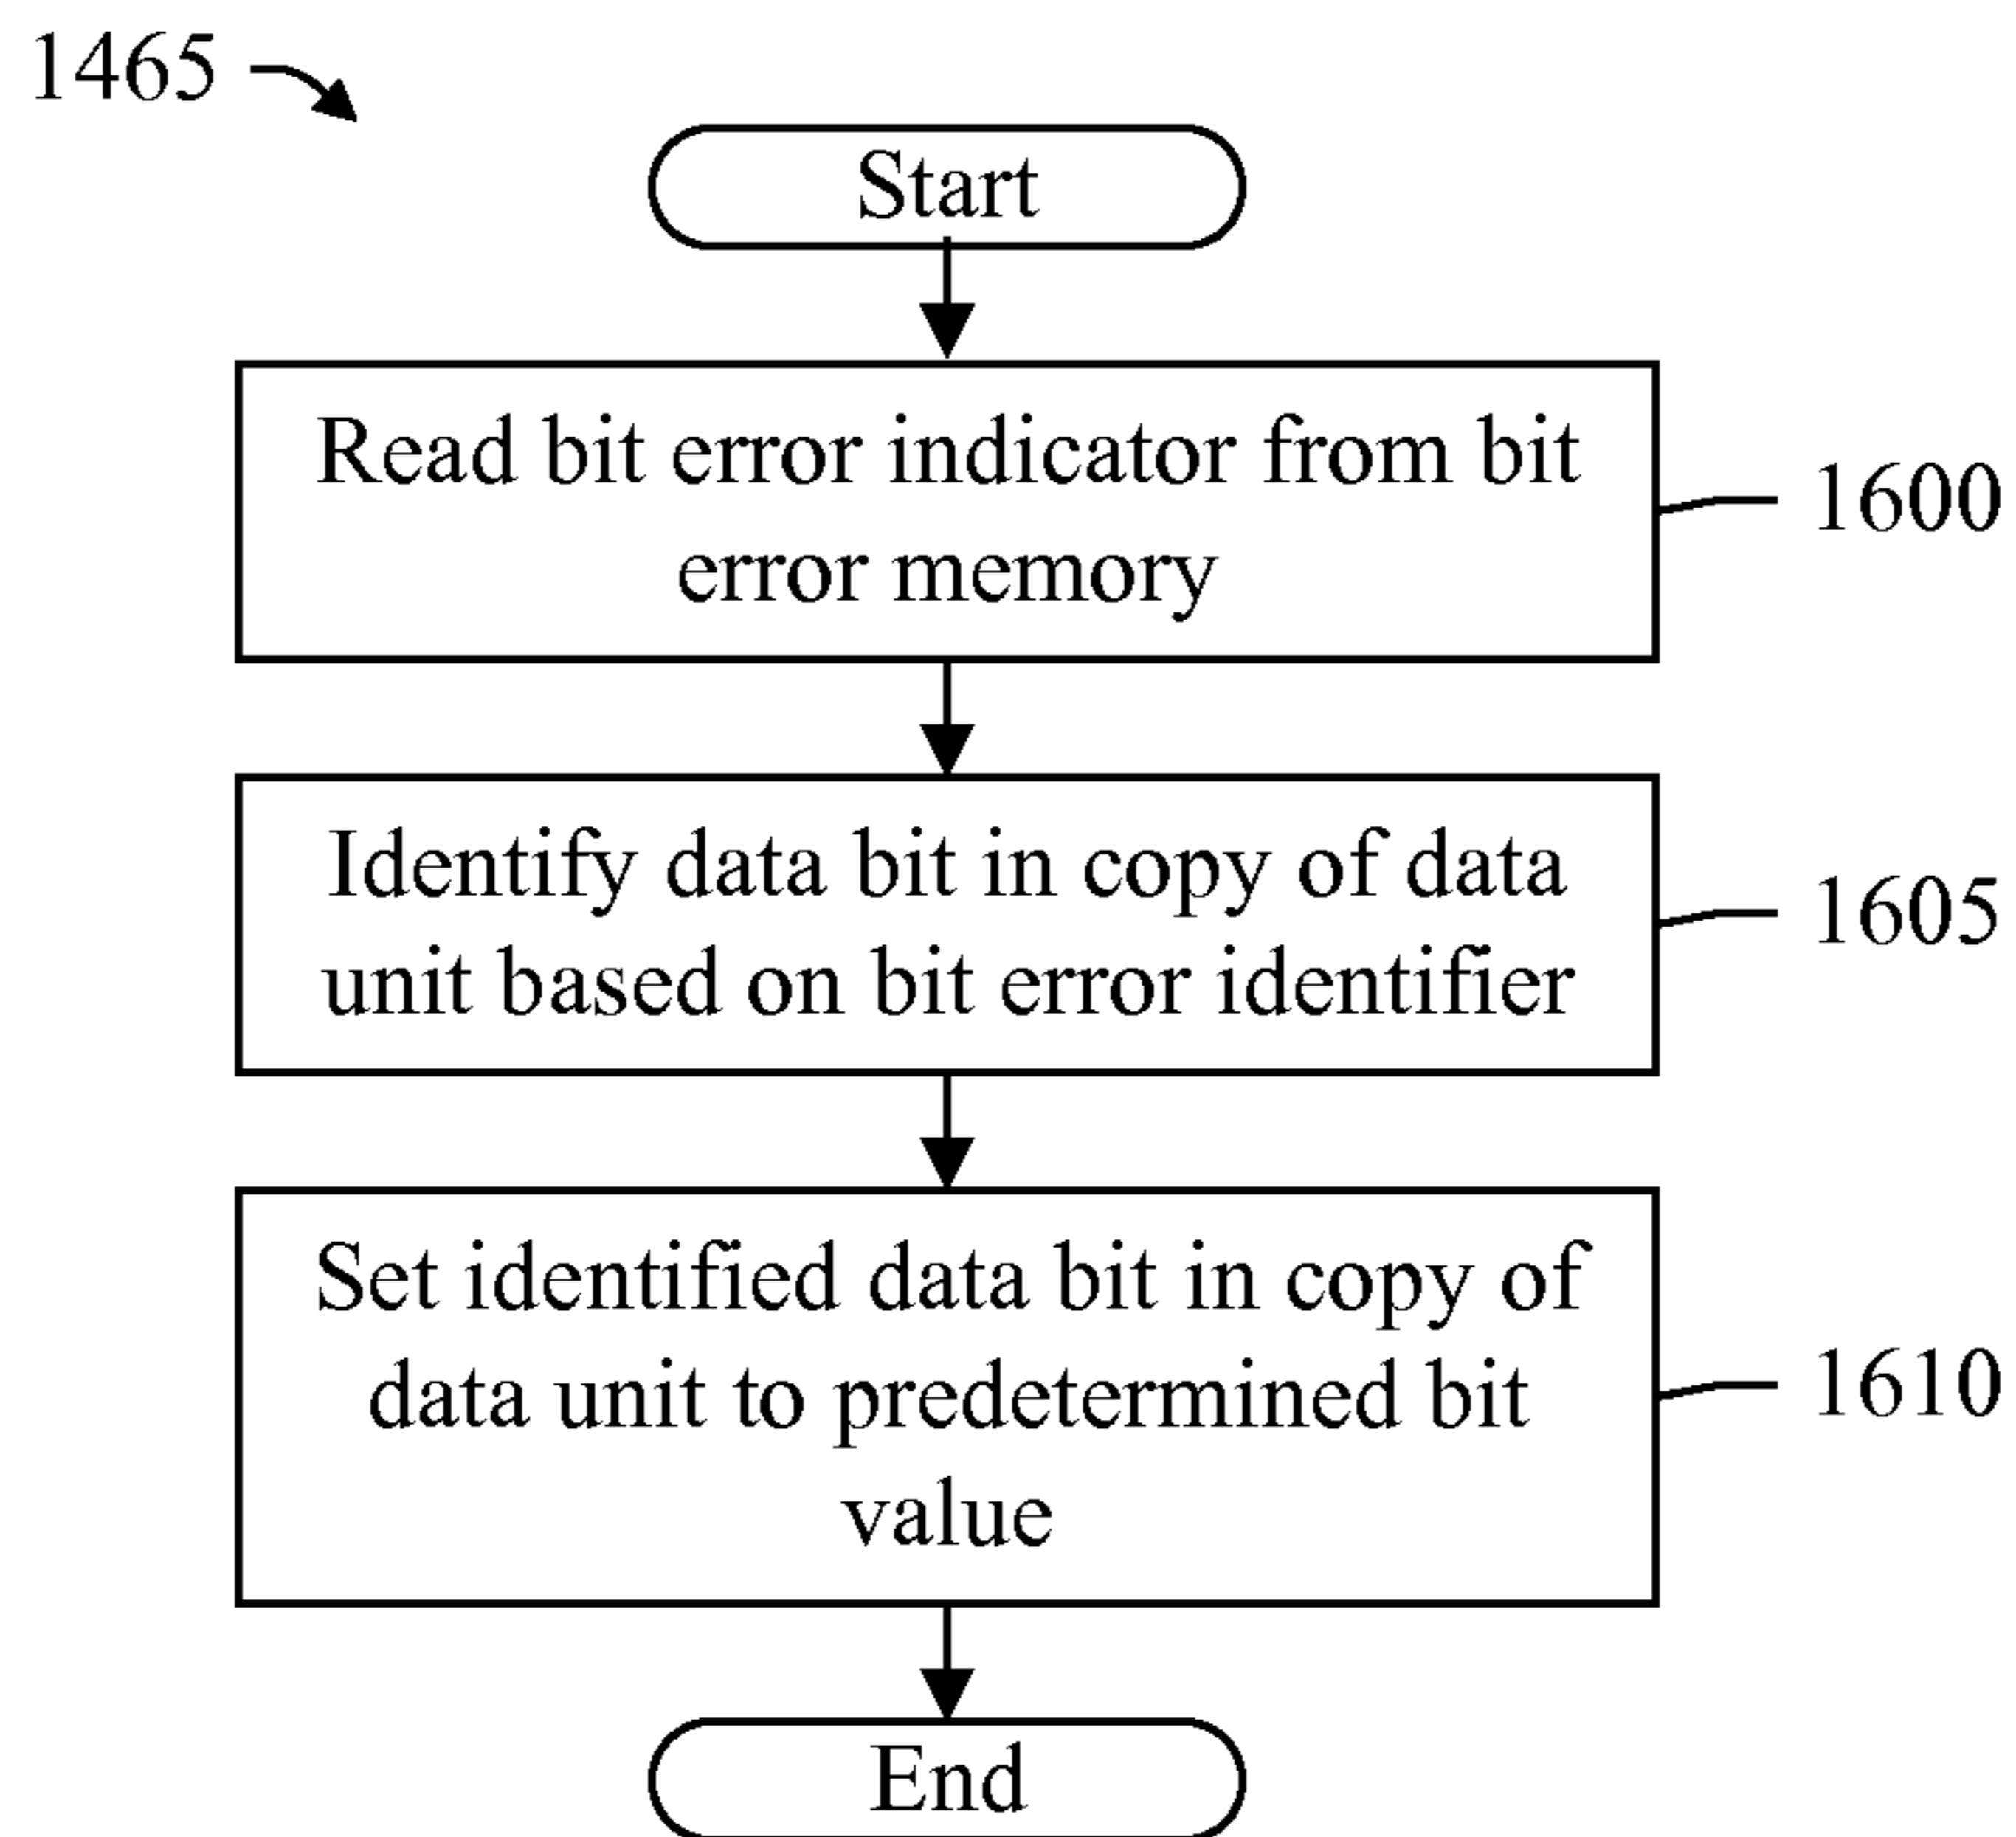 1465
Start
Read bit error indicator from bit
error memory
1600
Identify data bit in copy of data
unit based on bit error identifier
1605
Set identified data bit in copy of
data unit to predetermined bit
value
1610
End